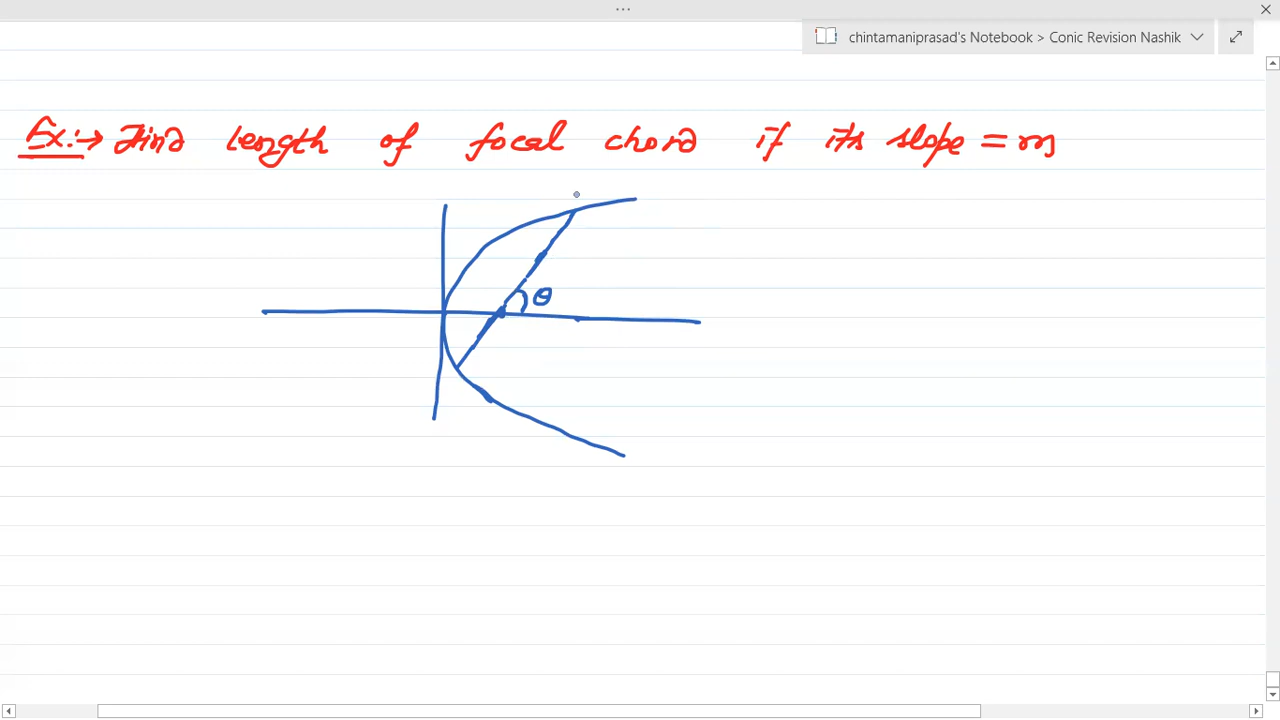 chintamaniprasad's Notebook > Conic Revision Nashik
Ex:→ Find length of focal chord if its slope = m
θ